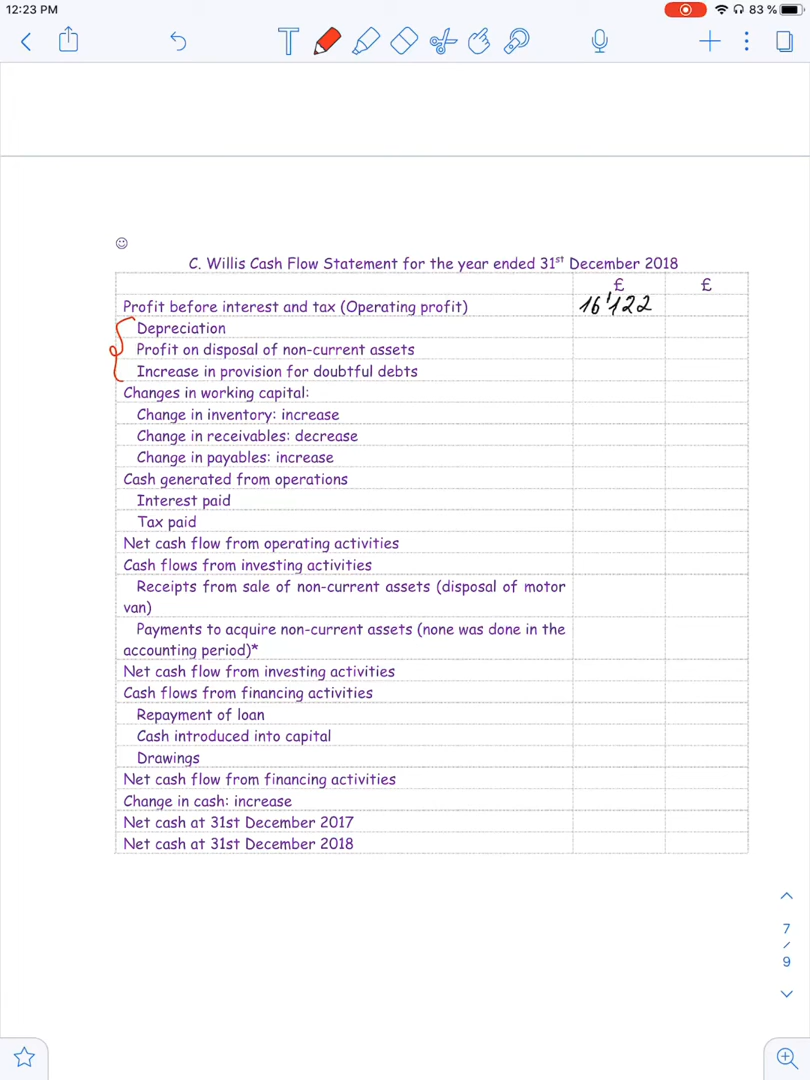 12:23 PM
83 %
T
☺
C. Willis Cash Flow Statement for the year ended 31st December 2018
£ £
Profit before interest and tax (Operating profit) 16'122
Depreciation
Profit on disposal of non-current assets
Increase in provision for doubtful debts
Changes in working capital:
Change in inventory: increase
Change in receivables: decrease
Change in payables: increase
Cash generated from operations
Interest paid
Tax paid
Net cash flow from operating activities
Cash flows from investing activities
Receipts from sale of non-current assets (disposal of motor
van)
Payments to acquire non-current assets (none was done in the
accounting period)*
Net cash flow from investing activities
Cash flows from financing activities
Repayment of loan
Cash introduced into capital
Drawings
Net cash flow from financing activities
Change in cash: increase
Net cash at 31st December 2017
Net cash at 31st December 2018
7
/
9